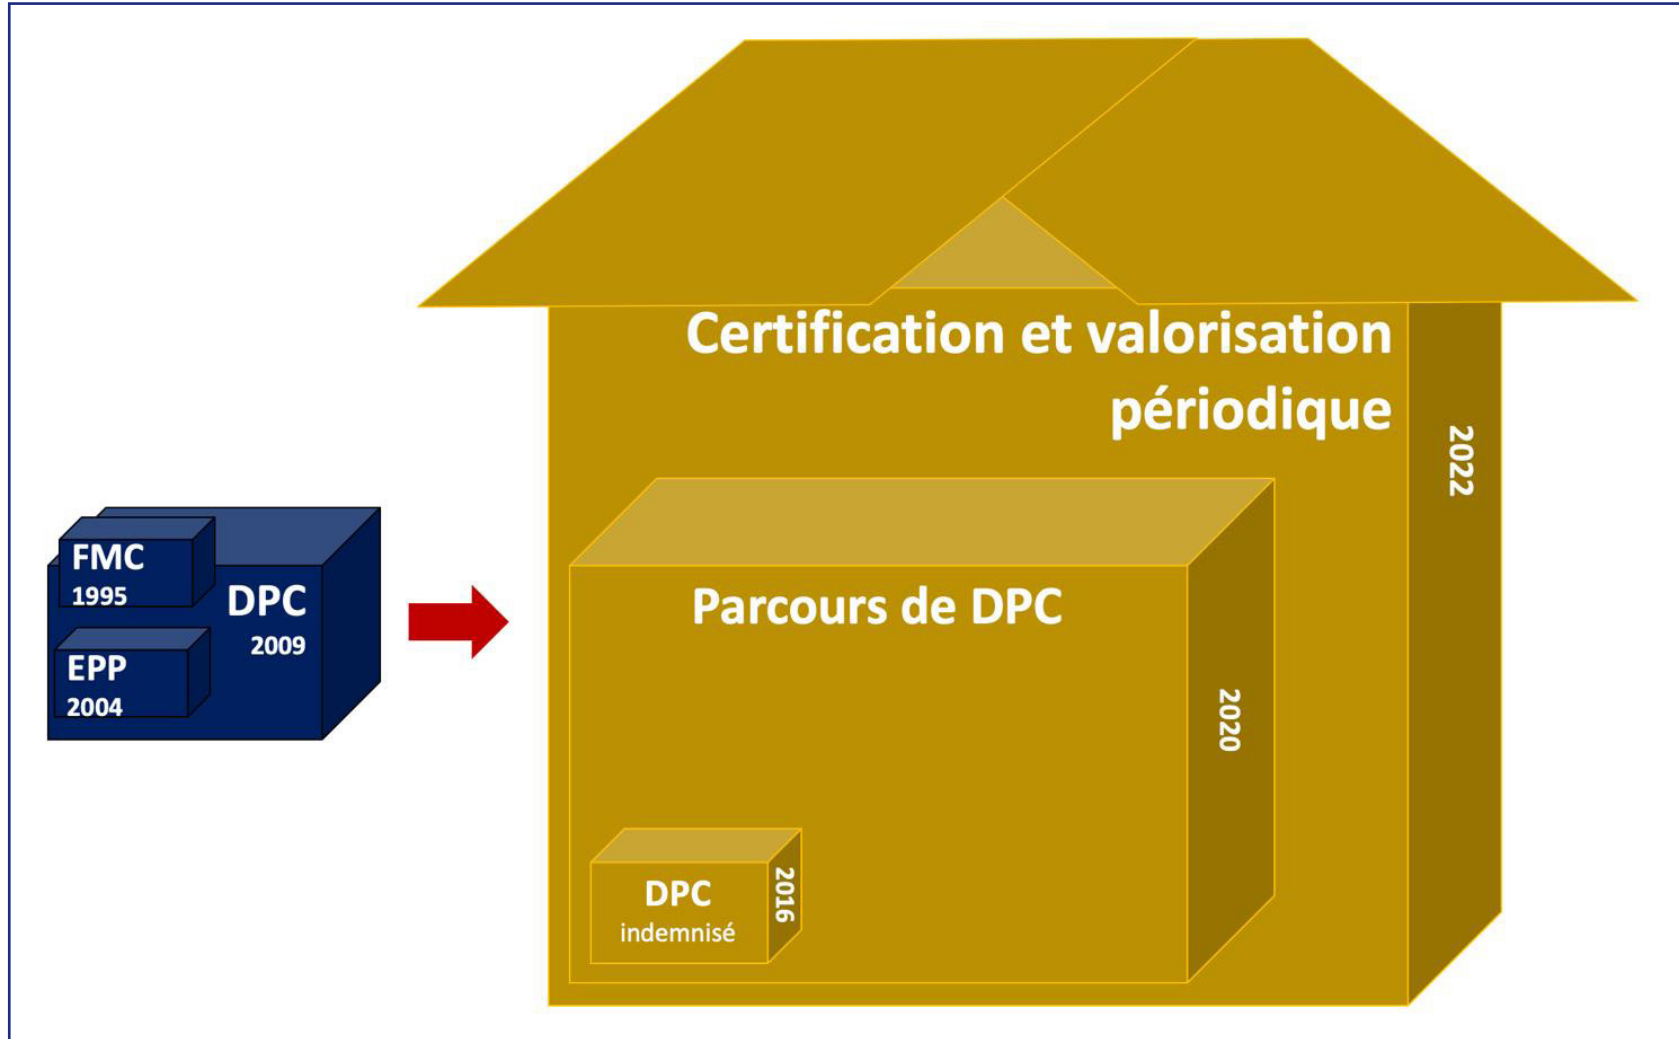 FMC
1995
DPC
2009
EPP
2004
Certification et valorisation
périodique
2022
Parcours de DPC
2020
DPC
indemnisé
2016